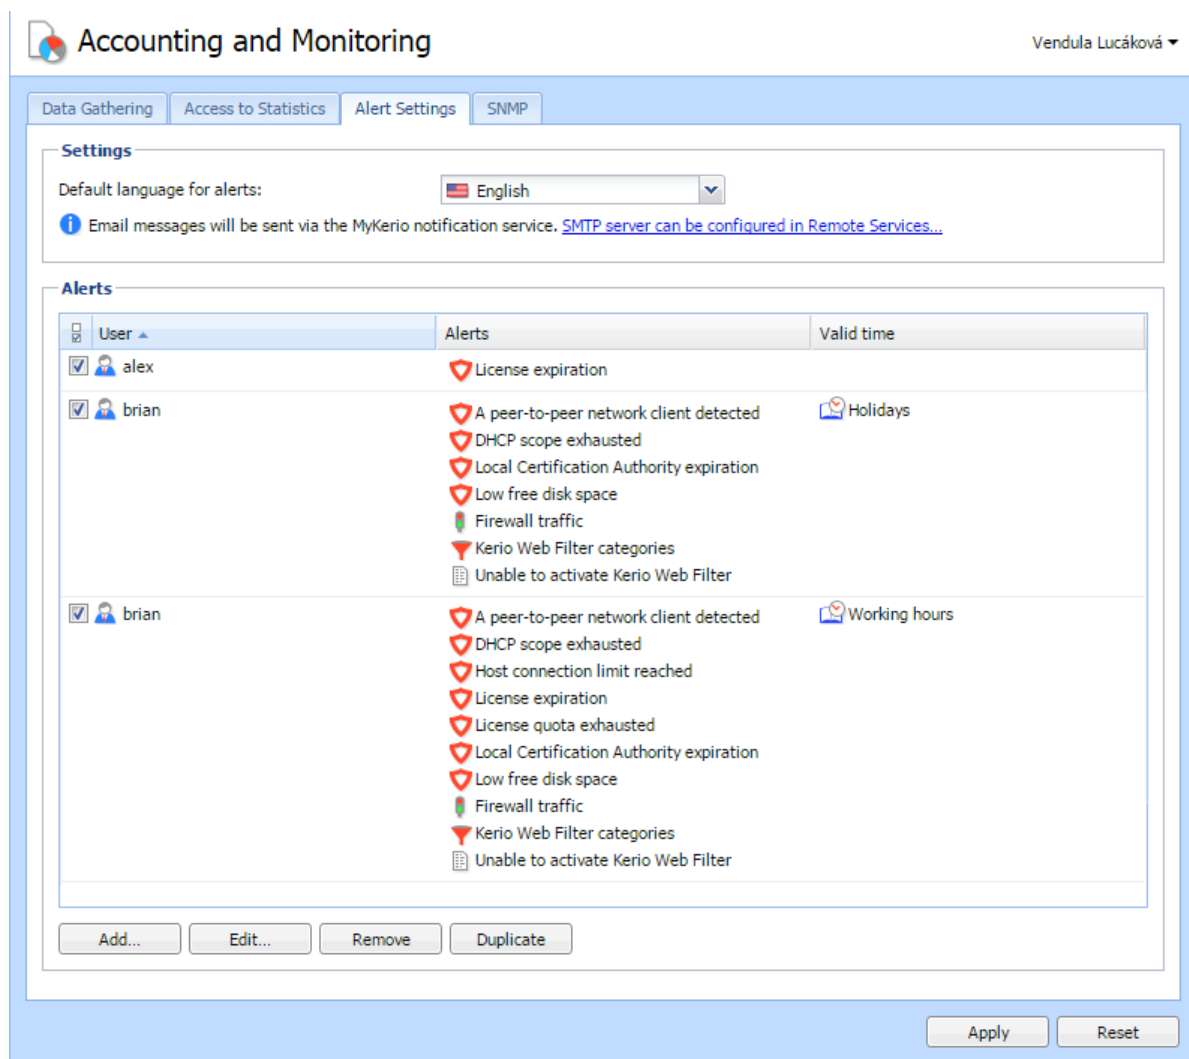 Accounting and Monitoring
Vendula Lucáková
Data Gathering Access to Statistics Alert Settings SNMP
Settings
Default language for alerts: English
Email messages will be sent via the MyKerio notification service. SMTP server can be configured in Remote Services...
Alerts
User Alerts Valid time
alex License expiration
brian A peer-to-peer network client detected Holidays
DHCP scope exhausted
Local Certification Authority expiration
Low free disk space
Firewall traffic
Kerio Web Filter categories
Unable to activate Kerio Web Filter
brian A peer-to-peer network client detected Working hours
DHCP scope exhausted
Host connection limit reached
License expiration
License quota exhausted
Local Certification Authority expiration
Low free disk space
Firewall traffic
Kerio Web Filter categories
Unable to activate Kerio Web Filter
Add... Edit... Remove Duplicate
Apply Reset